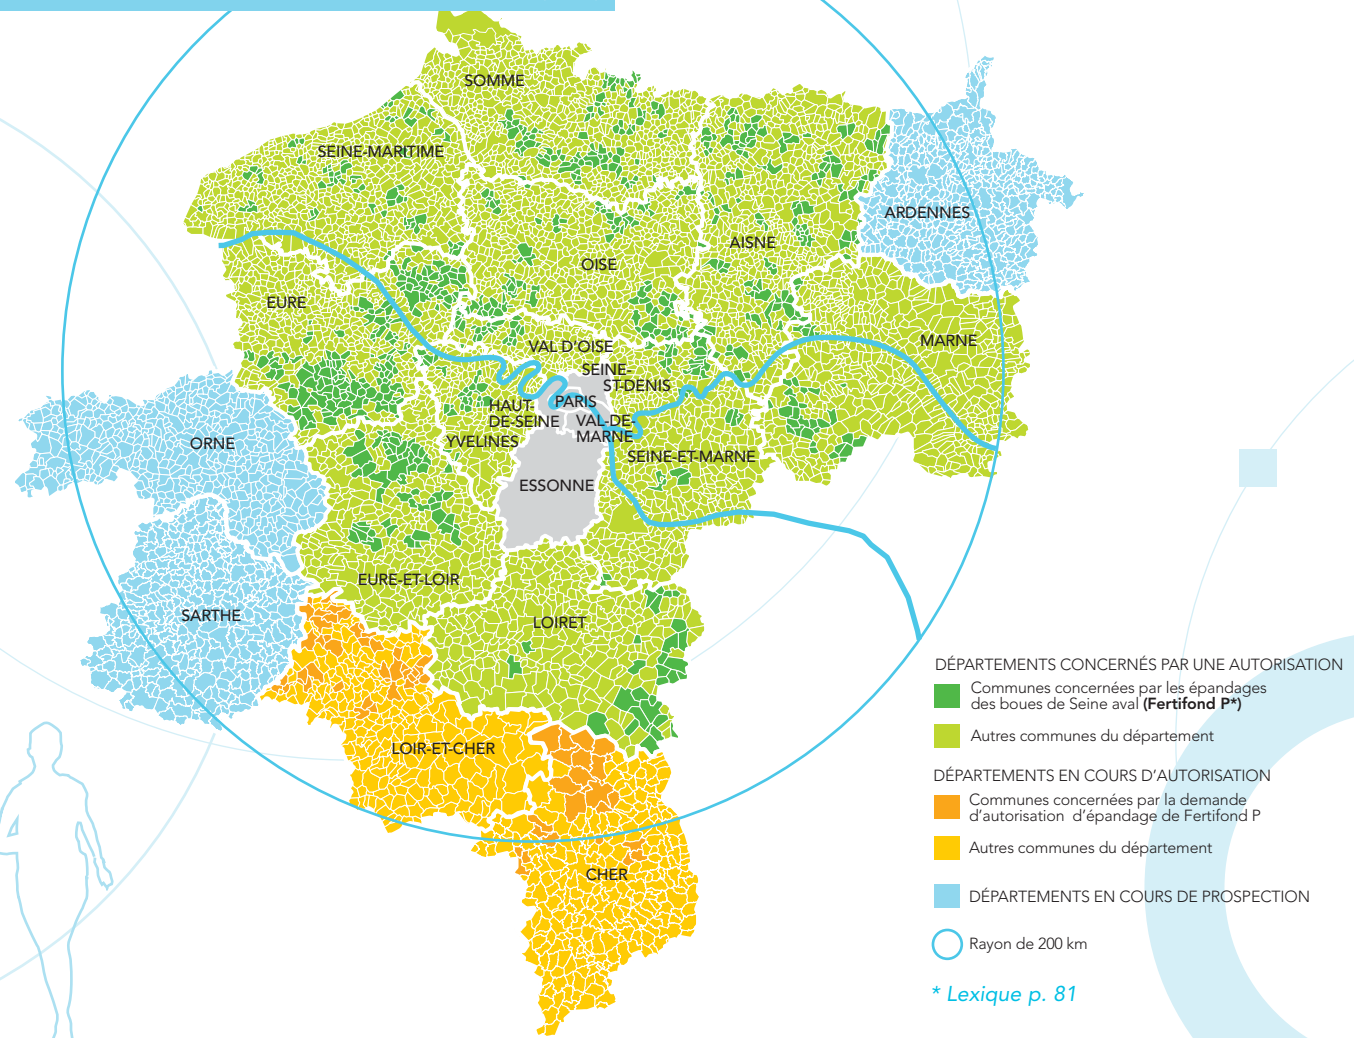 SOMME
SEINE-MARITIME
ARDENNES
AISNE
OISE
EURE
MARNE
VAL D'OISE
SEINE-
ST-DENIS
PARIS
HAUT-
DE-SEINE
VAL-DE-
MARNE
YVELINES
ORNE
SEINE-ET-MARNE
ESSONNE
EURE-ET-LOIR
SARTHE
LOIRET
LOIR-ET-CHER
CHER
DÉPARTEMENTS CONCERNÉS PAR UNE AUTORISATION
Communes concernées par les épandages
des boues de Seine aval (Fertifond P*)
Autres communes du département
DÉPARTEMENTS EN COURS D'AUTORISATION
Communes concernées par la demande
d'autorisation d'épandage de Fertifond P
Autres communes du département
DÉPARTEMENTS EN COURS DE PROSPECTION
Rayon de 200 km
* Lexique p. 81